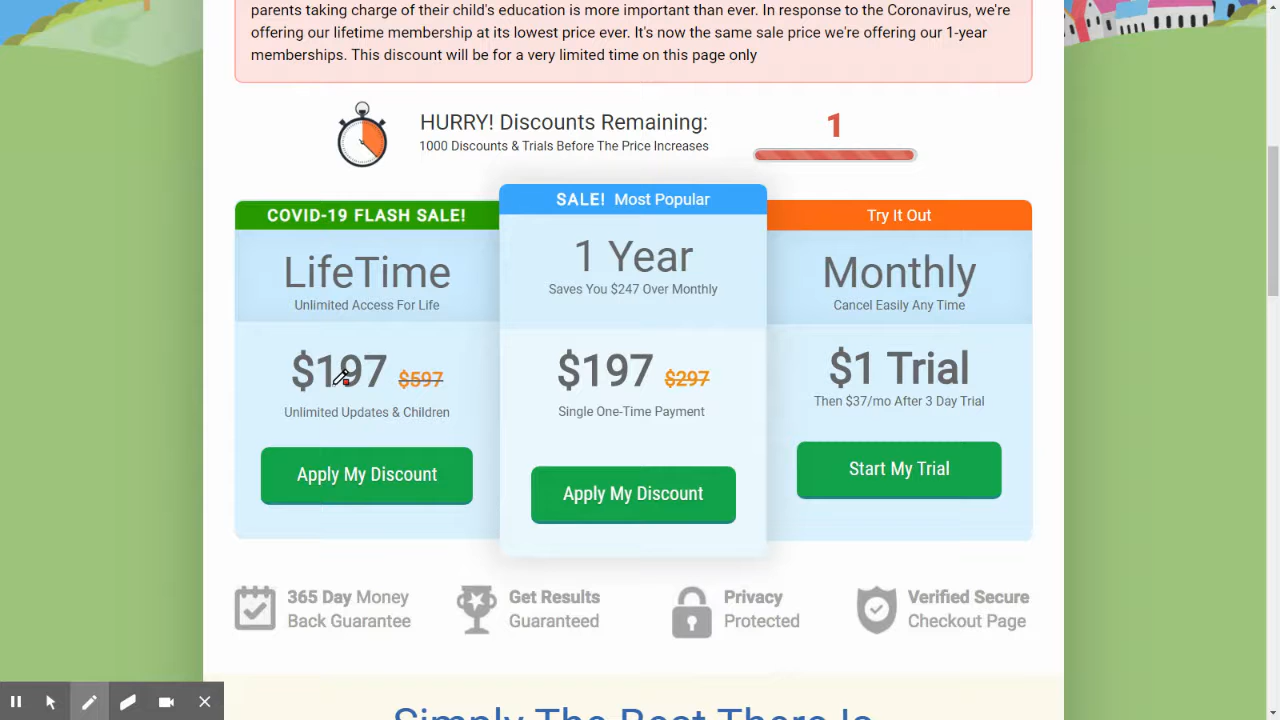 parents taking charge of their child's education is more important than ever. In response to the Coronavirus, we're
offering our lifetime membership at its lowest price ever. It's now the same sale price we're offering our 1-year
memberships. This discount will be for a very limited time on this page only
HURRY! Discounts Remaining:
1000 Discounts & Trials Before The Price Increases
1
COVID-19 FLASH SALE!
LifeTime
Unlimited Access For Life
$197 $597
Unlimited Updates & Children
Apply My Discount
SALE! Most Popular
1 Year
Saves You $247 Over Monthly
$197 $297
Single One-Time Payment
Apply My Discount
Try It Out
Monthly
Cancel Easily Any Time
$1 Trial
Then $37/mo After 3 Day Trial
Start My Trial
365 Day Money
Back Guarantee
Get Results
Guaranteed
Privacy
Protected
Verified Secure
Checkout Page
Simply The Best There Is